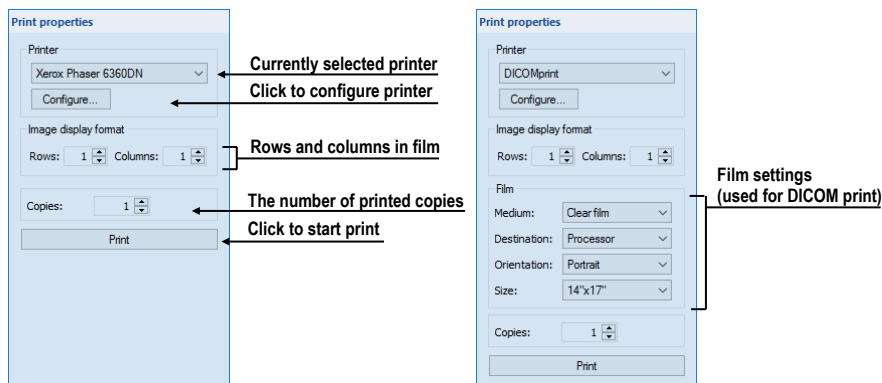 Print properties
Printer
Xerox Phaser 6360DN
Configure...
Image display format
Rows: 1 Columns: 1
Copies: 1
Print
Currently selected printer
Click to configure printer
Rows and columns in film
The number of printed copies
Click to start print
Print properties
Printer
DICOMprint
Configure...
Image display format
Rows: 1 Columns: 1
Film
Medium: Clear film
Destination: Processor
Orientation: Portrait
Size: 14"x17"
Copies: 1
Print
Film settings
(used for DICOM print)